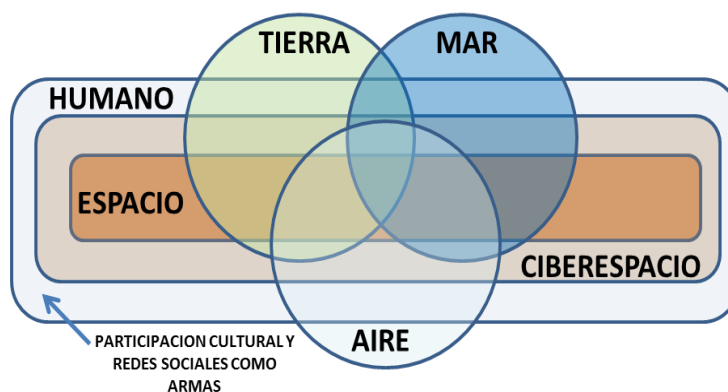 TIERRA
MAR
HUMANO
ESPACIO
CIBERESPACIO
AIRE
PARTICIPACION CULTURAL Y
REDES SOCIALES COMO
ARMAS